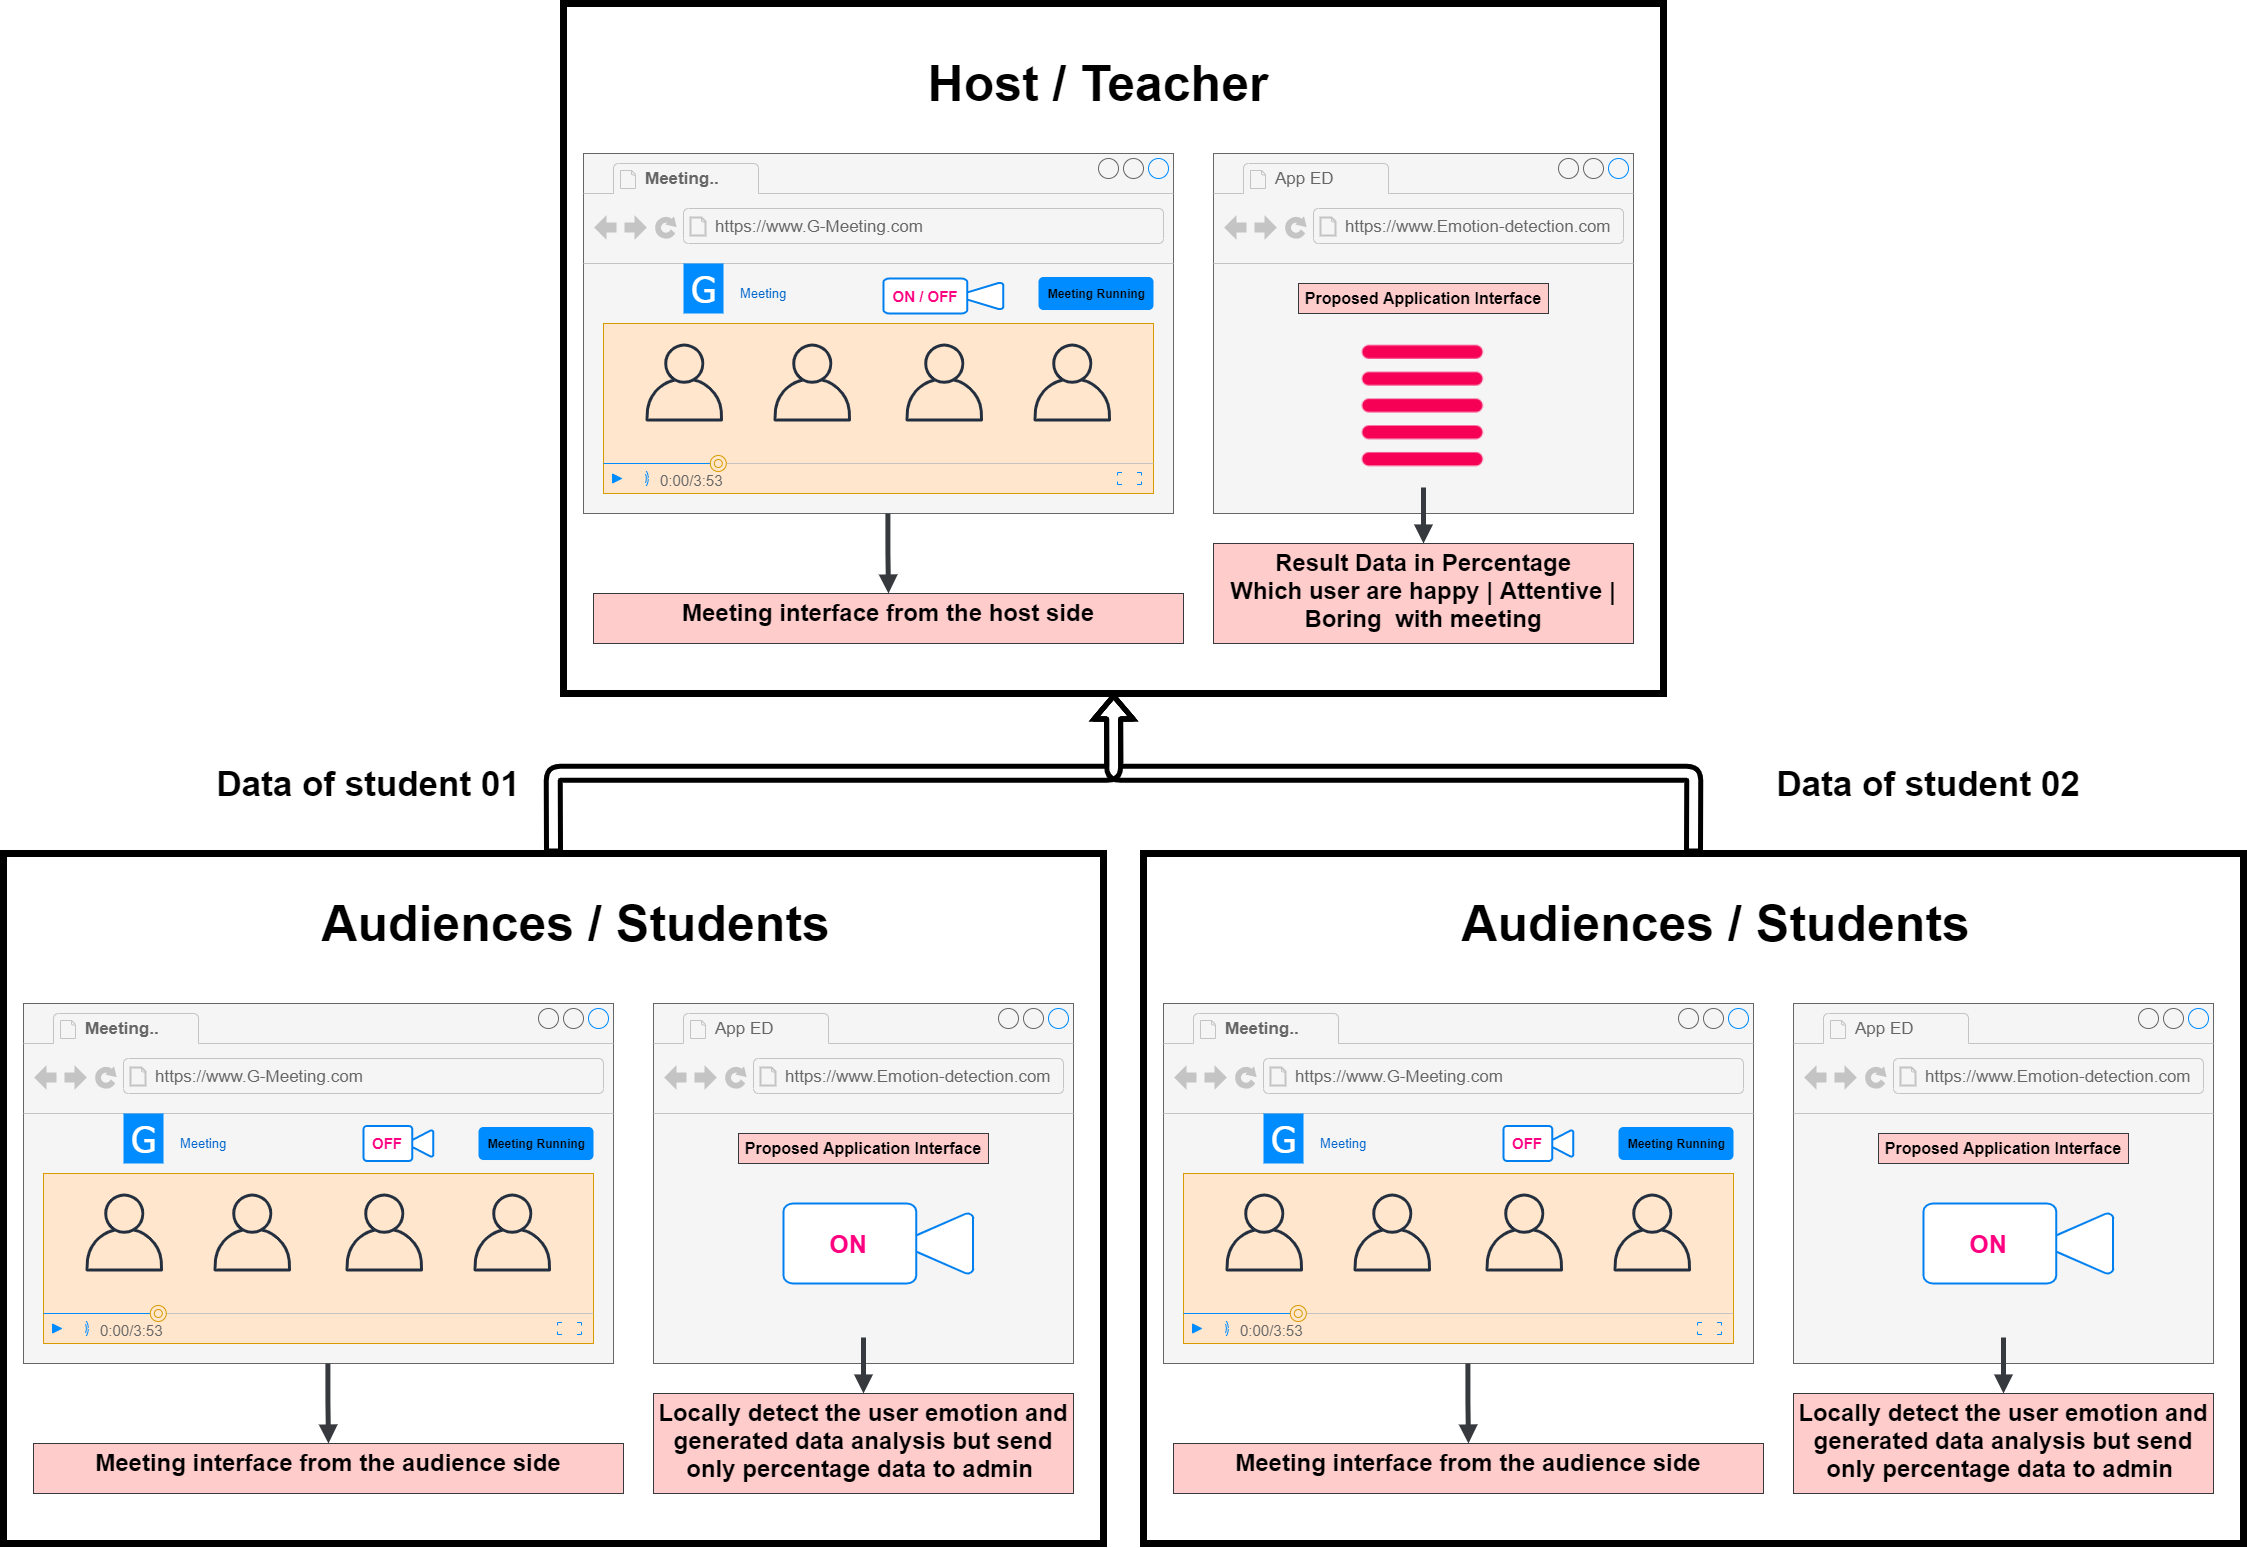 Host / Teacher
Meeting..
https://www.G-Meeting.com
G
Meeting
ON / OFF
Meeting Running
0:00/3:53
Meeting interface from the host side
App ED
https://www.Emotion-detection.com
Proposed Application Interface
Result Data in Percentage
Which user are happy | Attentive |
Boring with meeting
Data of student 01
Data of student 02
Audiences / Students
Meeting..
https://www.G-Meeting.com
G
Meeting
OFF
Meeting Running
0:00/3:53
Meeting interface from the audience side
App ED
https://www.Emotion-detection.com
Proposed Application Interface
ON
Locally detect the user emotion and
generated data analysis but send
only percentage data to admin
Audiences / Students
Meeting..
https://www.G-Meeting.com
G
Meeting
OFF
Meeting Running
0:00/3:53
Meeting interface from the audience side
App ED
https://www.Emotion-detection.com
Proposed Application Interface
ON
Locally detect the user emotion and
generated data analysis but send
only percentage data to admin